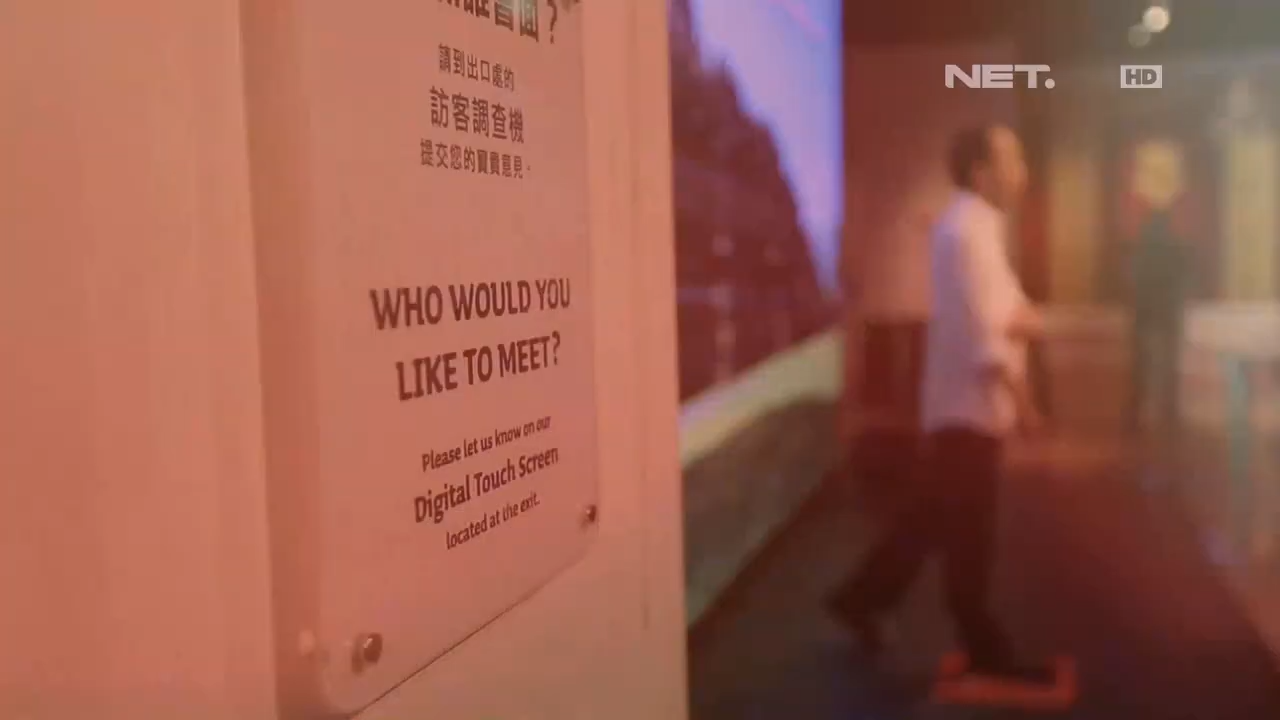 會面?
請到出口處的
訪客調查機
提交您的寶貴意見。
WHO WOULD YOU
LIKE TO MEET?
Please let us know on our
Digital Touch Screen
located at the exit.
NET.
HD